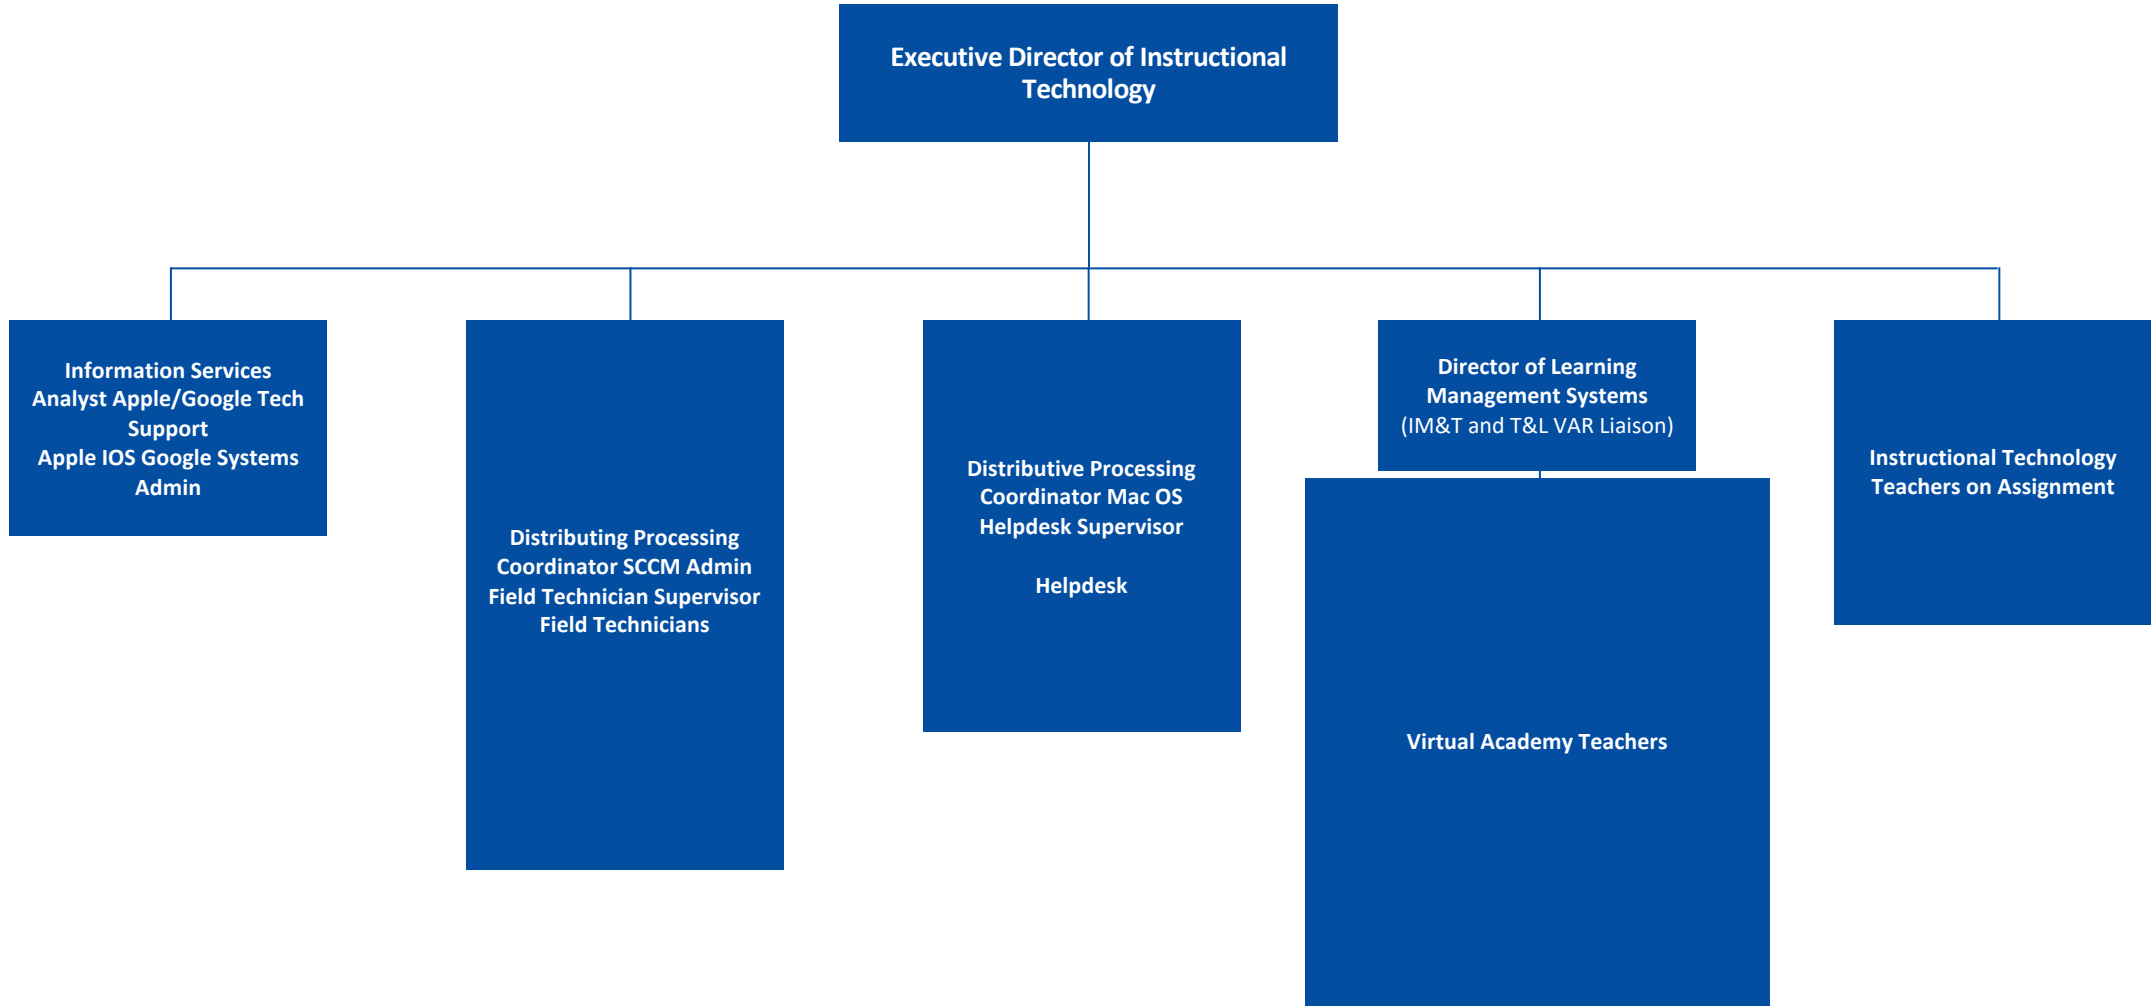 Executive Director of Instructional
Technology
Information Services
Analyst Apple/Google Tech
Support
Apple IOS Google Systems
Admin
Distributing Processing
Coordinator SCCM Admin
Field Technician Supervisor
Field Technicians
Distributive Processing
Coordinator Mac OS
Helpdesk Supervisor
Helpdesk
Director of Learning
Management Systems
(IM&T and T&L VAR Liaison)
Virtual Academy Teachers
Instructional Technology
Teachers on Assignment